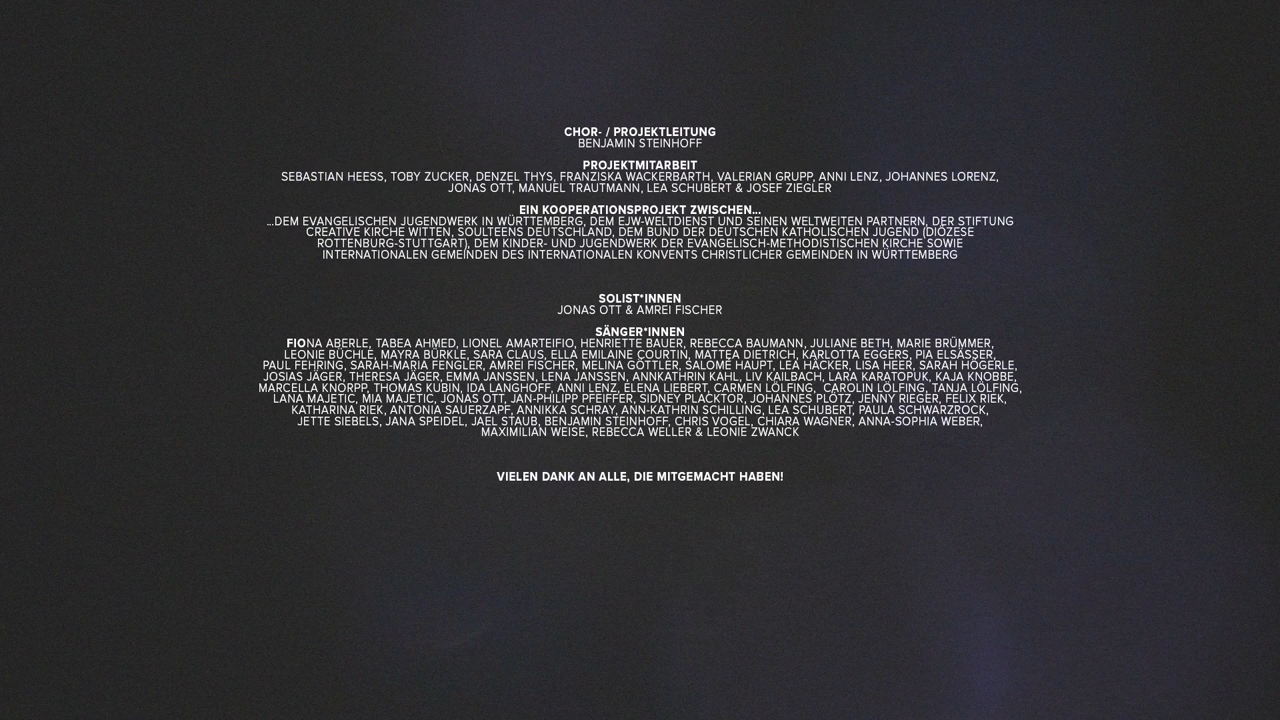 CHOR- / PROJEKTLEITUNG
BENJAMIN STEINHOFF
PROJEKTMITARBEIT
SEBASTIAN HEESS, TOBY ZUCKER, DENZEL THYS, FRANZISKA WACKERBARTH, VALERIAN GRUPP, ANNI LENZ, JOHANNES LORENZ,
JONAS OTT, MANUEL TRAUTMANN, LEA SCHUBERT & JOSEF ZIEGLER
EIN KOOPERATIONSPROJEKT ZWISCHEN...
...DEM EVANGELISCHEN JUGENDWERK IN WÜRTTEMBERG, DEM EJW-WELTDIENST UND SEINEN WELTWEITEN PARTNERN, DER STIFTUNG
CREATIVE KIRCHE WITTEN, SOULTEENS DEUTSCHLAND, DEM BUND DER DEUTSCHEN KATHOLISCHEN JUGEND (DIÖZESE
ROTTENBURG-STUTTGART), DEM KINDER- UND JUGENDWERK DER EVANGELISCH-METHODISTISCHEN KIRCHE SOWIE
INTERNATIONALEN GEMEINDEN DES INTERNATIONALEN KONVENTS CHRISTLICHER GEMEINDEN IN WÜRTTEMBERG
SOLIST*INNEN
JONAS OTT & AMREI FISCHER
SÄNGER*INNEN
FIONA ABERLE, TABEA AHMED, LIONEL AMARTEIFIO, HENRIETTE BAUER, REBECCA BAUMANN, JULIANE BETH, MARIE BRÜMMER,
LEONIE BÜCHLE, MAYRA BÜRKLE, SARA CLAUS, ELLA EMILAINE COURTIN, MATTEA DIETRICH, KARLOTTA EGGERS, PIA ELSÄSSER,
PAUL FEHRING, SARAH-MARIA FENGLER, AMREI FISCHER, MELINA GÖTTLER, SALOME HAUPT, LEA HÄCKER, LISA HEER, SARAH HÖGERLE,
JOSIAS JÄGER, THERESA JÄGER, EMMA JANSSEN, LENA JANSSEN, ANNKATHRIN KAHL, LIV KAILBACH, LARA KARATOPUK, KAJA KNOBBE,
MARCELLA KNORPP, THOMAS KUBIN, IDA LANGHOFF, ANNI LENZ, ELENA LIEBERT, CARMEN LÖLFING, CAROLIN LÖLFING, TANJA LÖLFING,
LANA MAJETIC, MIA MAJETIC, JONAS OTT, JAN-PHILIPP PFEIFFER, SIDNEY PLACKTOR, JOHANNES PLOTZ, JENNY RIEGER, FELIX RIEK,
KATHARINA RIEK, ANTONIA SAUERZAPF, ANNIKKA SCHRAY, ANN-KATHRIN SCHILLING, LEA SCHUBERT, PAULA SCHWARZROCK,
JETTE SIEBELS, JANA SPEIDEL, JAEL STAUB, BENJAMIN STEINHOFF, CHRIS VOGEL, CHIARA WAGNER, ANNA-SOPHIA WEBER,
MAXIMILIAN WEISE, REBECCA WELLER & LEONIE ZWANCK
VIELEN DANK AN ALLE, DIE MITGEMACHT HABEN!